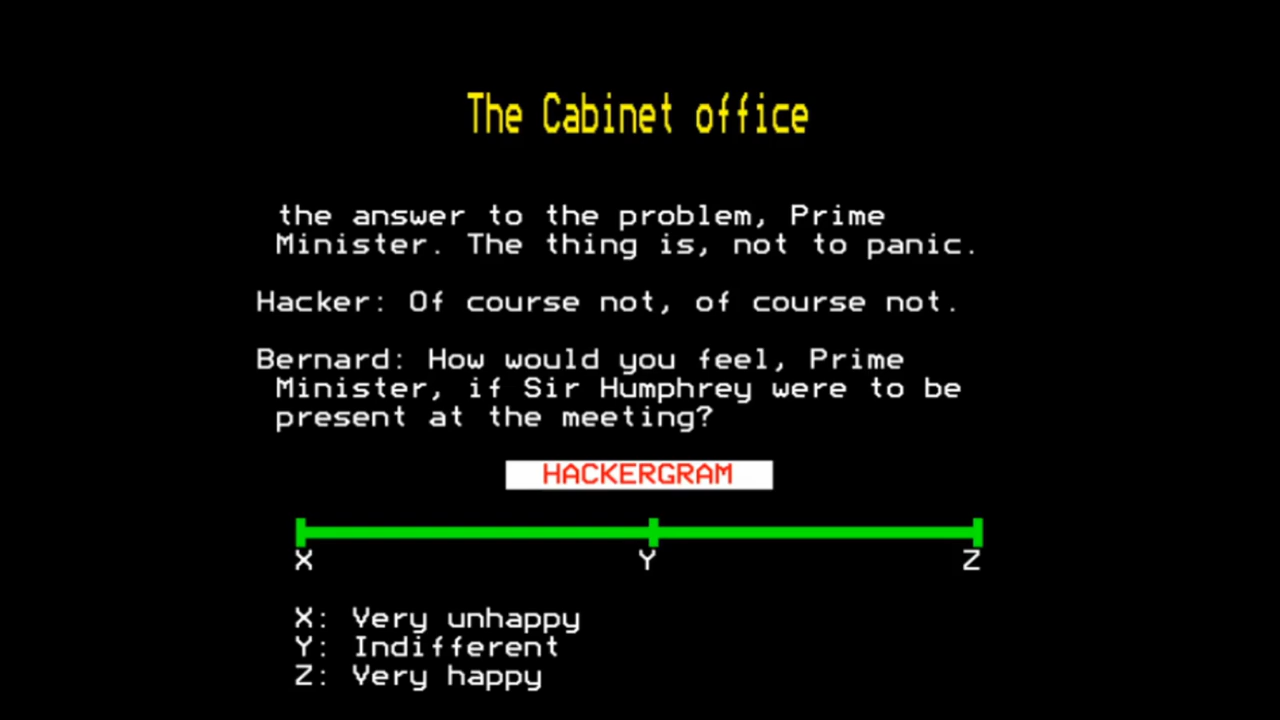 The Cabinet office
the answer to the problem, Prime
Minister. The thing is, not to panic.
Hacker: Of course not, of course not.
Bernard: How would you feel, Prime
Minister, if Sir Humphrey were to be
present at the meeting?
HACKERGRAM
X Y Z
X: Very unhappy
Y: Indifferent
Z: Very happy